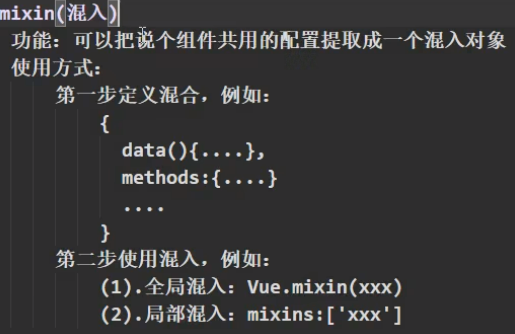 mixin(混入)
功能：可以把说个组件共用的配置提取成一个混入对象
使用方式：
第一步定义混合，例如：
{
data(){....},
methods:{....}
....
}
第二步使用混入，例如：
(1).全局混入：Vue.mixin(xxx)
(2).局部混入：mixins:['xxx']